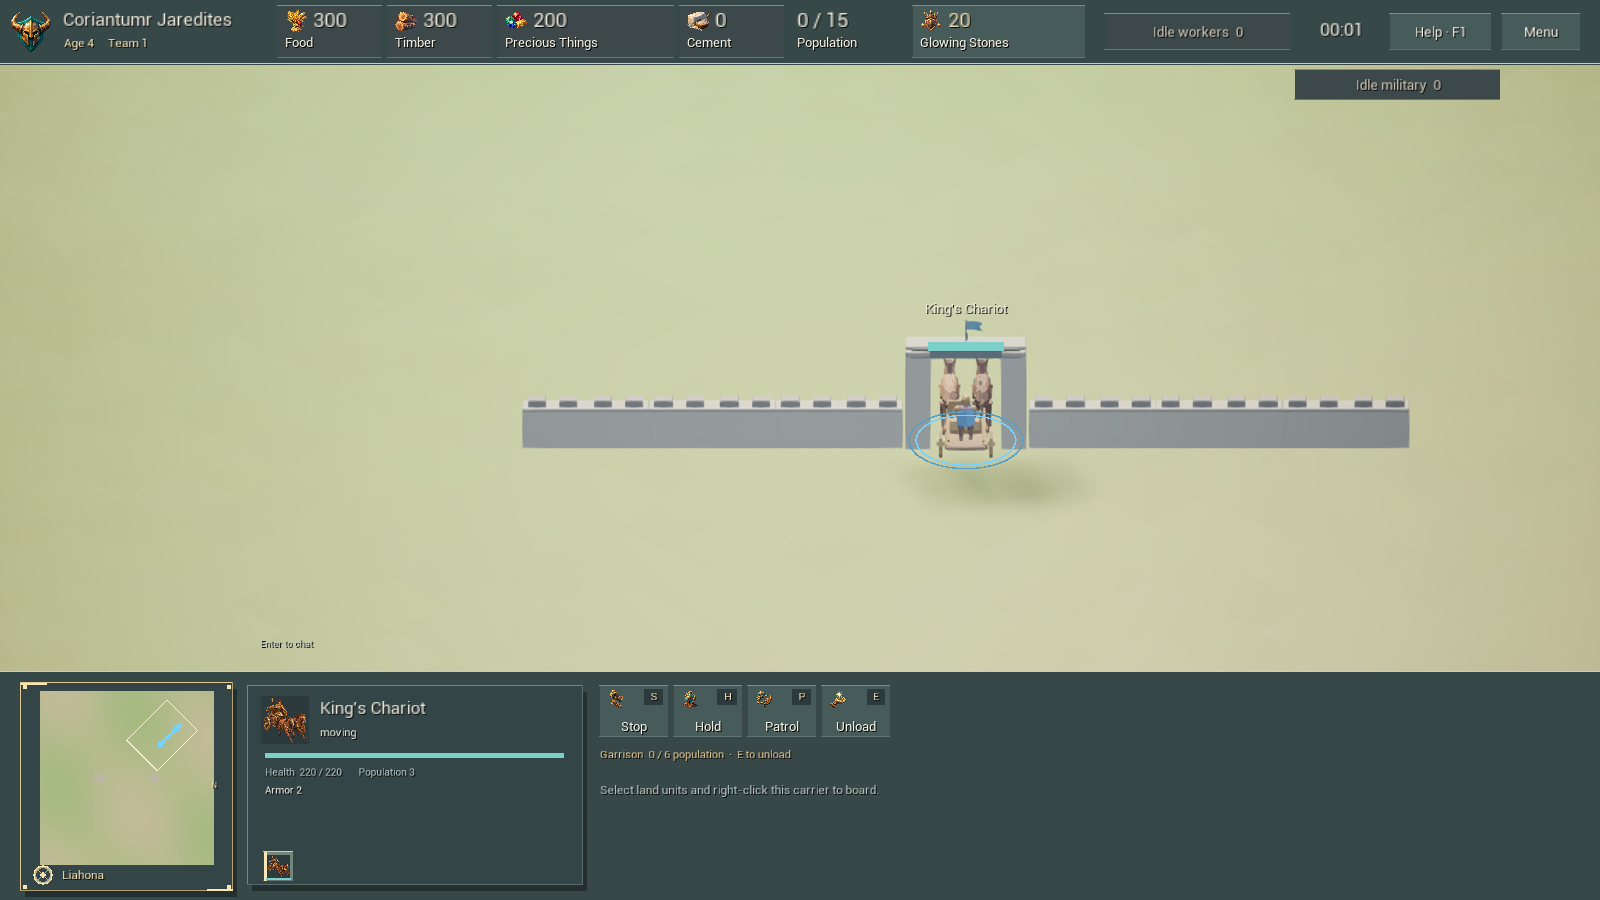 Coriantumr Jaredites
Age 4 Team 1
300
Food
300
Timber
200
Precious Things
0
Cement
0 / 15
Population
20
Glowing Stones
Idle workers 0
00:01
Help · F1
Menu
Idle military 0
King's Chariot
Enter to chat
N
Liahona
King's Chariot
moving
Health 220 / 220 Population 3
Armor 2
S
Stop
H
Hold
P
Patrol
E
Unload
Garrison 0 / 6 population · E to unload
Select land units and right-click this carrier to board.